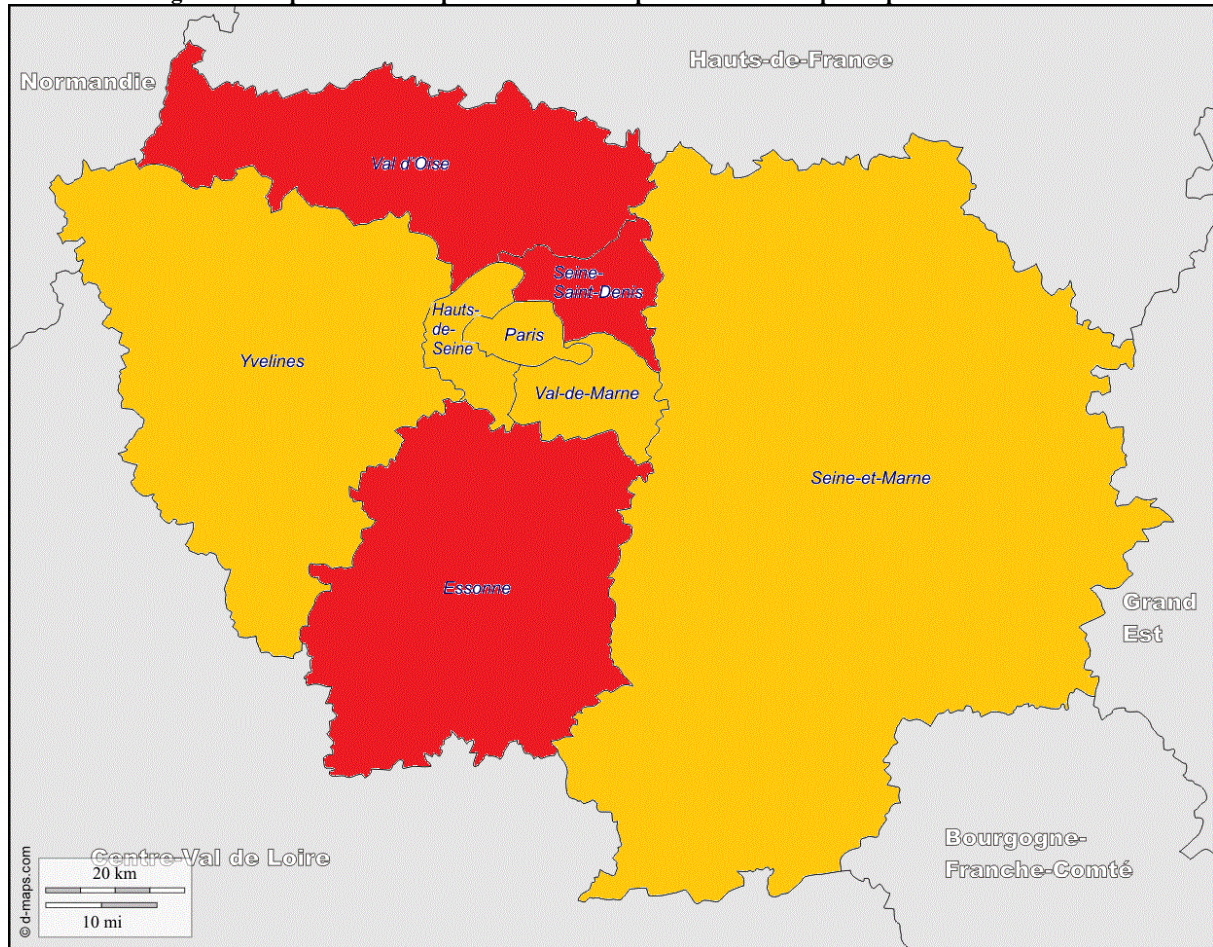 Normandie
Hauts-de-France
Val d'Oise
Seine-
Saint-Denis
Hauts-
de-
Seine
Paris
Yvelines
Val-de-Marne
Seine-et-Marne
Essonne
Grand
Est
Bourgogne-
Franche-Comté
Centre-Val de Loire
20 km
10 mi
© d-maps.com